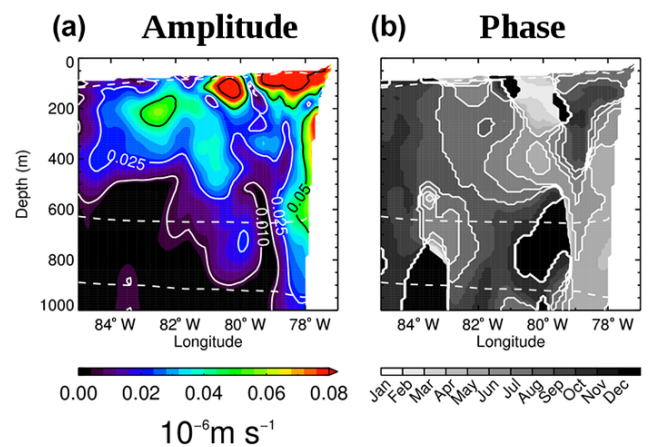 (a) Amplitude
(b) Phase
Depth (m)
0
200
400
600
800
1000
0.025
0.010
0.025
0.05
84° W 82° W 80° W 78° W
Longitude
84° W 82° W 80° W 78° W
Longitude
0.00 0.02 0.04 0.06 0.08
10⁻⁶m s⁻¹
Jan Feb Mar Apr May Jun Jul Aug Sep Oct Nov Dec